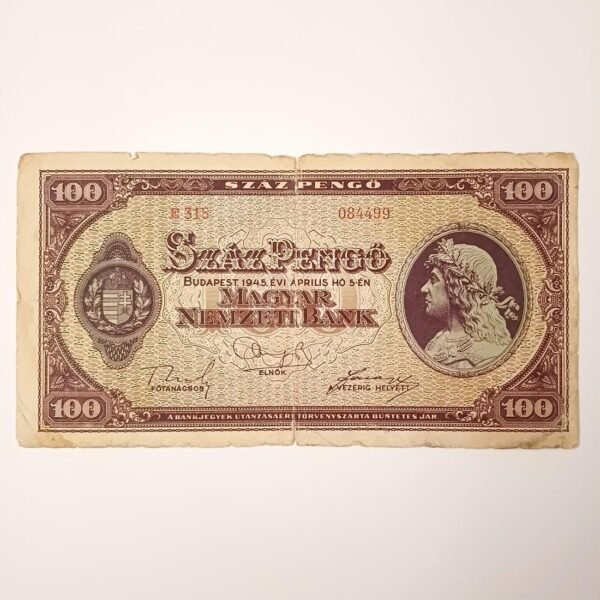 100 SZÁZ PENGŐ 100
E 315 084499
SZÁZ PENGŐ
BUDAPEST, 1945. ÉVI ÁPRILIS HÓ 5-ÉN
MAGYAR
NEMZETI BANK
ELNÖK
FŐTANÁCSOS A VEZÉRIG. HELYETT
100 100
A BANKJEGYEK UTÁNZÁSÁÉRT TÖRVÉNYSZABTA BÜNTETÉS JÁR